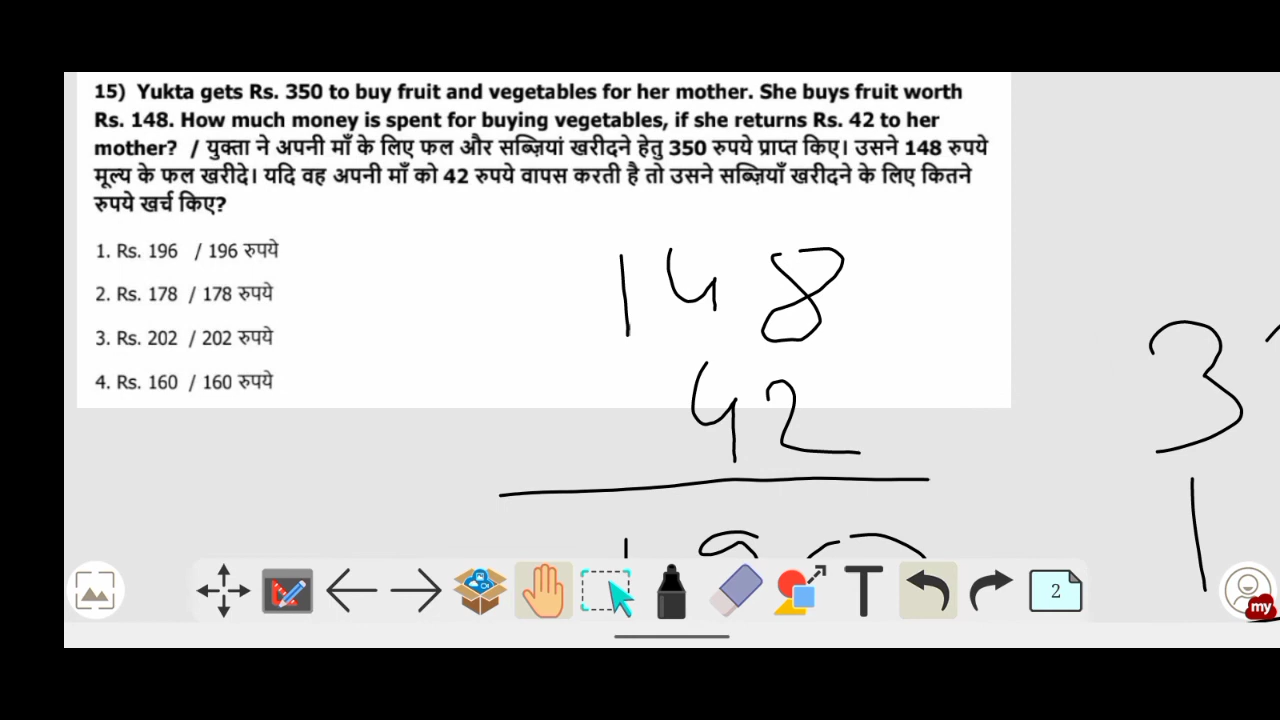 15) Yukta gets Rs. 350 to buy fruit and vegetables for her mother. She buys fruit worth
Rs. 148. How much money is spent for buying vegetables, if she returns Rs. 42 to her
mother? / युक्ता ने अपनी माँ के लिए फल और सब्ज़ियां खरीदने हेतु 350 रुपये प्राप्त किए। उसने 148 रुपये
मूल्य के फल खरीदे। यदि वह अपनी माँ को 42 रुपये वापस करती है तो उसने सब्ज़ियाँ खरीदने के लिए कितने
रुपये खर्च किए?
1. Rs. 196 / 196 रुपये
2. Rs. 178 / 178 रुपये
3. Rs. 202 / 202 रुपये
4. Rs. 160 / 160 रुपये
148
42
3
1
T
2
my